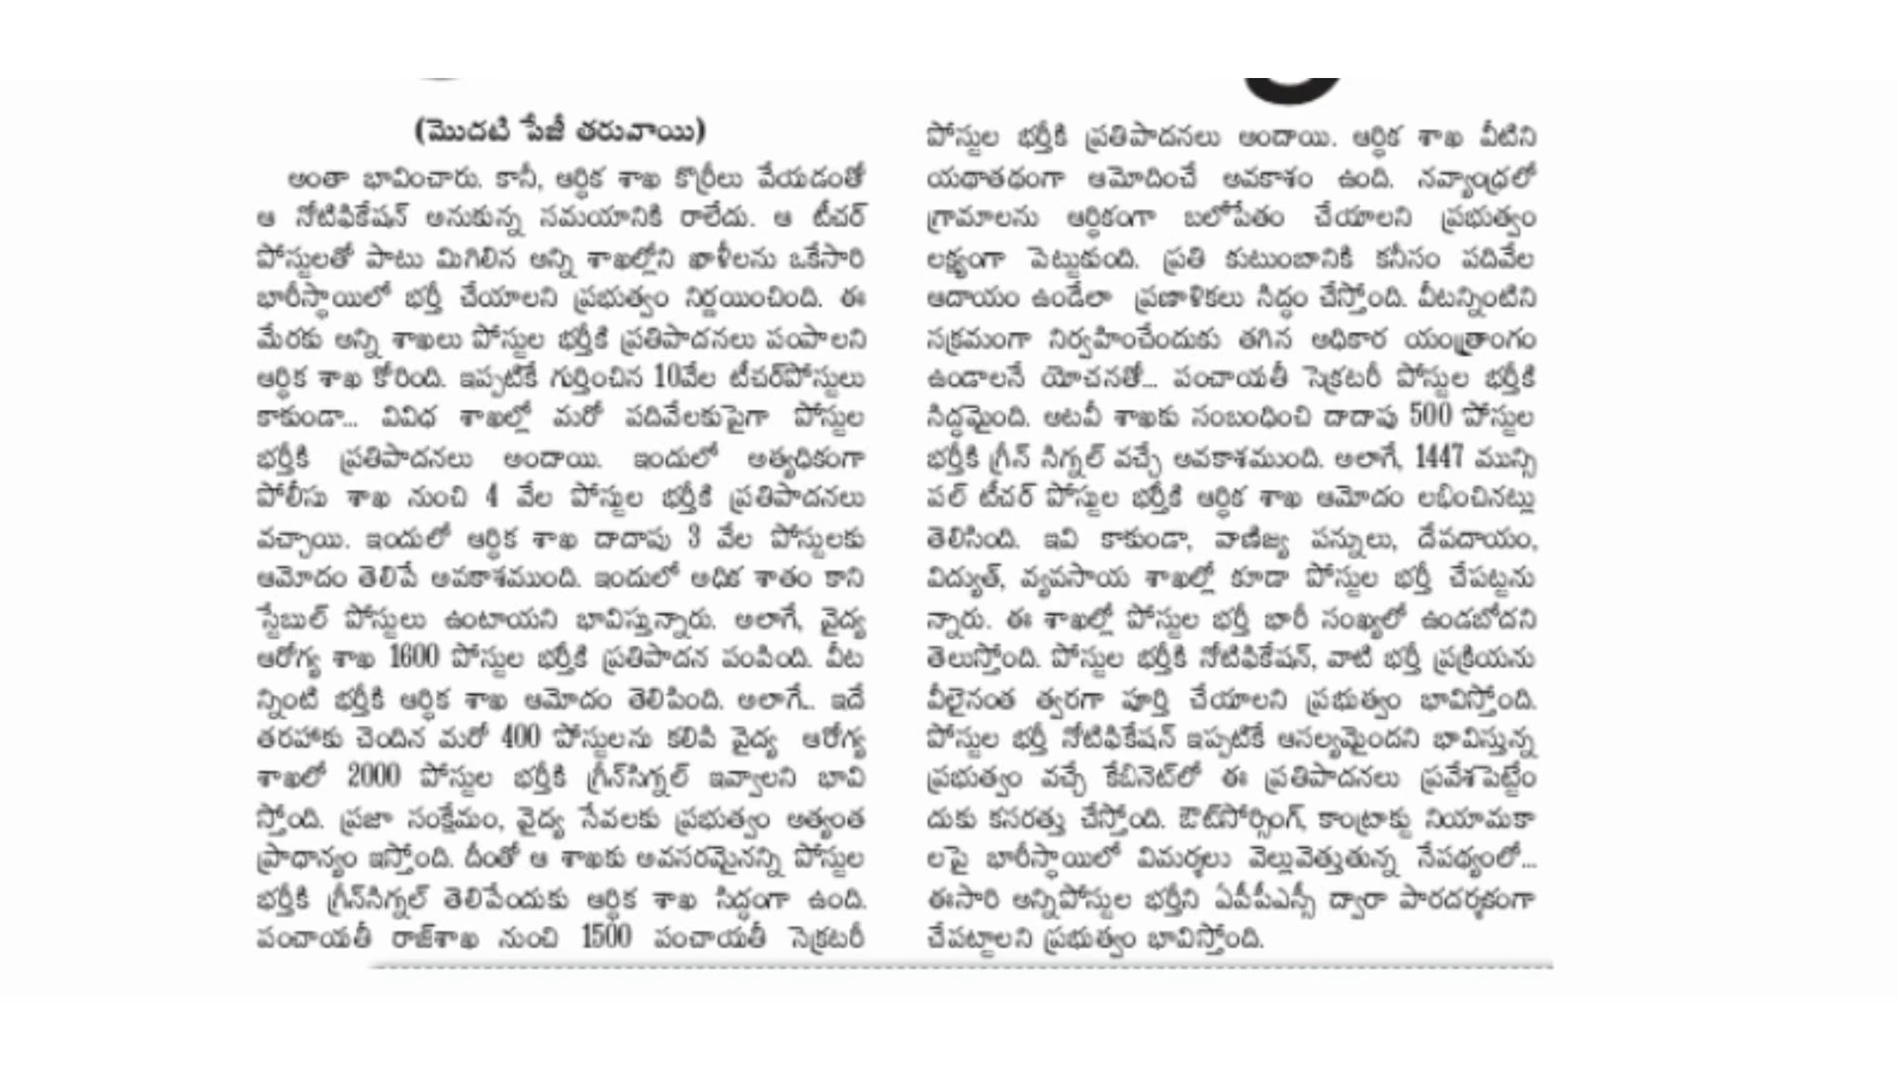 (మొదటి పేజీ తరువాయి)
అంతా భావించారు. కానీ, ఆర్థిక శాఖ కొర్రీలు వేయడంతో
ఆ నోటిఫికేషన్ అనుకున్న సమయానికి రాలేదు. ఆ టీచర్
పోస్టులతో పాటు మిగిలిన అన్ని శాఖల్లోని ఖాళీలను ఒకేసారి
భారీస్థాయిలో భర్తీ చేయాలని ప్రభుత్వం నిర్ణయించింది. ఈ
మేరకు అన్ని శాఖలు పోస్టుల భర్తీకి ప్రతిపాదనలు పంపాలని
ఆర్థిక శాఖ కోరింది. ఇప్పటికే గుర్తించిన 10వేల టీచర్‌పోస్టులు
కాకుండా... వివిధ శాఖల్లో మరో పదివేలకుపైగా పోస్టుల
భర్తీకి ప్రతిపాదనలు అందాయి. ఇందులో అత్యధికంగా
పోలీసు శాఖ నుంచి 4 వేల పోస్టుల భర్తీకి ప్రతిపాదనలు
వచ్చాయి. ఇందులో ఆర్థిక శాఖ దాదాపు 3 వేల పోస్టులకు
ఆమోదం తెలిపే అవకాశముంది. ఇందులో అధిక శాతం కాని
స్టేబుల్ పోస్టులు ఉంటాయని భావిస్తున్నారు. అలాగే, వైద్య
ఆరోగ్య శాఖ 1600 పోస్టుల భర్తీకి ప్రతిపాదన పంపింది. వీట
న్నింటి భర్తీకి ఆర్థిక శాఖ ఆమోదం తెలిపింది. అలాగే.. ఇదే
తరహాకు చెందిన మరో 400 పోస్టులను కలిపి వైద్య ఆరోగ్య
శాఖలో 2000 పోస్టుల భర్తీకి గ్రీన్‌సిగ్నల్ ఇవ్వాలని భావి
స్తోంది. ప్రజా సంక్షేమం, వైద్య సేవలకు ప్రభుత్వం అత్యంత
ప్రాధాన్యం ఇస్తోంది. దీంతో ఆ శాఖకు అవసరమైనన్ని పోస్టుల
భర్తీకి గ్రీన్‌సిగ్నల్ తెలిపేందుకు ఆర్థిక శాఖ సిద్ధంగా ఉంది.
పంచాయతీ రాజ్‌శాఖ నుంచి 1500 పంచాయతీ సెక్రటరీ
పోస్టుల భర్తీకి ప్రతిపాదనలు అందాయి. ఆర్థిక శాఖ వీటిని
యథాతథంగా ఆమోదించే అవకాశం ఉంది. నవ్యాంధ్రలో
గ్రామాలను ఆర్థికంగా బలోపేతం చేయాలని ప్రభుత్వం
లక్ష్యంగా పెట్టుకుంది. ప్రతి కుటుంబానికి కనీసం పదివేల
ఆదాయం ఉండేలా ప్రణాళికలు సిద్ధం చేస్తోంది. వీటన్నింటిని
సక్రమంగా నిర్వహించేందుకు తగిన అధికార యంత్రాంగం
ఉండాలనే యోచనతో... పంచాయతీ సెక్రటరీ పోస్టుల భర్తీకి
సిద్ధమైంది. అటవీ శాఖకు సంబంధించి దాదాపు 500 పోస్టుల
భర్తీకి గ్రీన్ సిగ్నల్ వచ్చే అవకాశముంది. అలాగే, 1447 మున్సి
పల్ టీచర్ పోస్టుల భర్తీకి ఆర్థిక శాఖ ఆమోదం లభించినట్లు
తెలిసింది. ఇవి కాకుండా, వాణిజ్య పన్నులు, దేవదాయం,
విద్యుత్, వ్యవసాయ శాఖల్లో కూడా పోస్టుల భర్తీ చేపట్టను
న్నారు. ఈ శాఖల్లో పోస్టుల భర్తీ భారీ సంఖ్యలో ఉండబోదని
తెలుస్తోంది. పోస్టుల భర్తీకి నోటిఫికేషన్, వాటి భర్తీ ప్రక్రియను
వీలైనంత త్వరగా పూర్తి చేయాలని ప్రభుత్వం భావిస్తోంది.
పోస్టుల భర్తీ నోటిఫికేషన్ ఇప్పటికే ఆసల్యమైందని భావిస్తున్న
ప్రభుత్వం వచ్చే కేబినెట్‌లో ఈ ప్రతిపాదనలు ప్రవేశపెట్టేం
దుకు కసరత్తు చేస్తోంది. ఔట్‌సోర్సింగ్, కాంట్రాక్టు నియామకా
లపై భారీస్థాయిలో విమర్శలు వెల్లువెత్తుతున్న నేపథ్యంలో...
ఈసారి అన్నిపోస్టుల భర్తీని ఏపీపీఎస్సీ ద్వారా పారదర్శకంగా
చేపట్టాలని ప్రభుత్వం భావిస్తోంది.